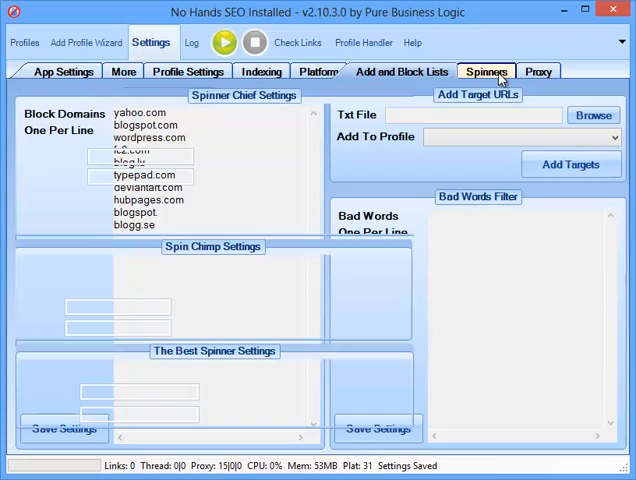 No Hands SEO Installed - v2.10.3.0 by Pure Business Logic
Profiles Add Profile Wizard Settings Log Check Links Profile Handler Help
App Settings More Profile Settings Indexing Platform Add and Block Lists Spinners Proxy
Spinner Chief Settings
Block Domains
One Per Line
yahoo.com
blogspot.com
wordpress.com
fc2.com
blog.lu
typepad.com
deviantart.com
hubpages.com
blogspot.
blogg.se
Spin Chimp Settings
The Best Spinner Settings
Save Settings
Add Target URLs
Txt File Browse
Add To Profile
Add Targets
Bad Words Filter
Bad Words
One Per Line
Save Settings
Links: 0 Thread: 0|0 Proxy: 15|0|0 CPU: 0% Mem: 53MB Plat: 31 Settings Saved